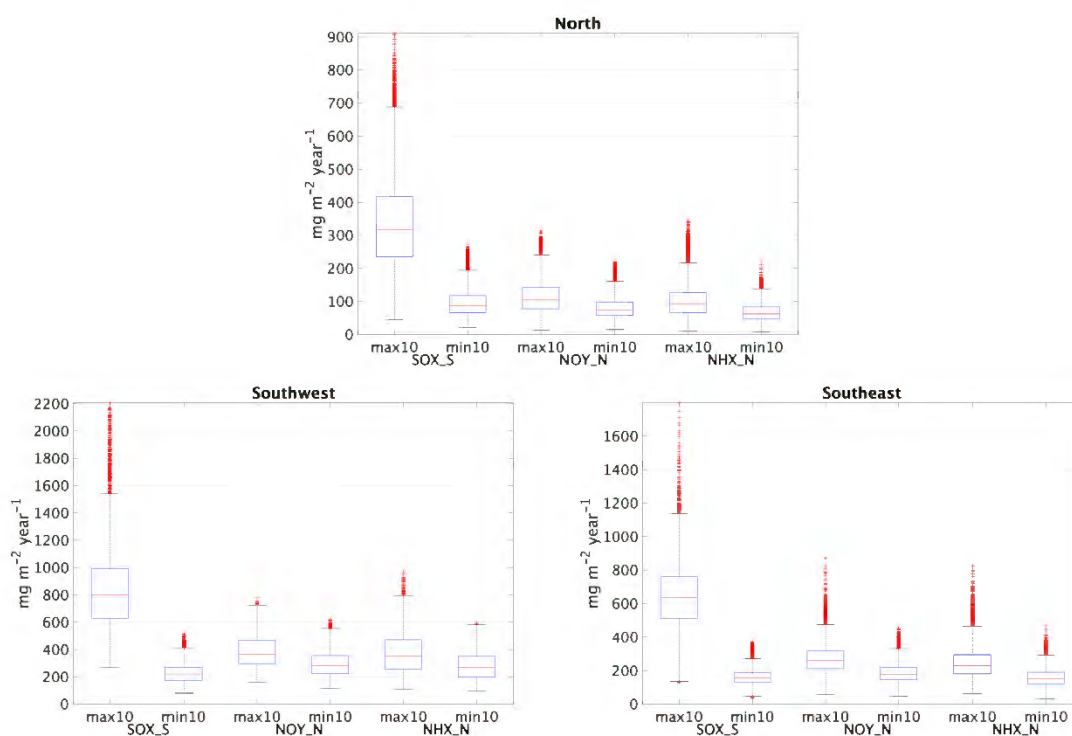 North
900
800
700
600
500
400
300
200
100
0
mg m⁻² year⁻¹
max10 min10 max10 min10 max10 min10
SOX_S NOY_N NHX_N
Southwest
2200
2000
1800
1600
1400
1200
1000
800
600
400
200
0
mg m⁻² year⁻¹
max10 min10 max10 min10 max10 min10
SOX_S NOY_N NHX_N
Southeast
1600
1400
1200
1000
800
600
400
200
0
mg m⁻² year⁻¹
max10 min10 max10 min10 max10 min10
SOX_S NOY_N NHX_N